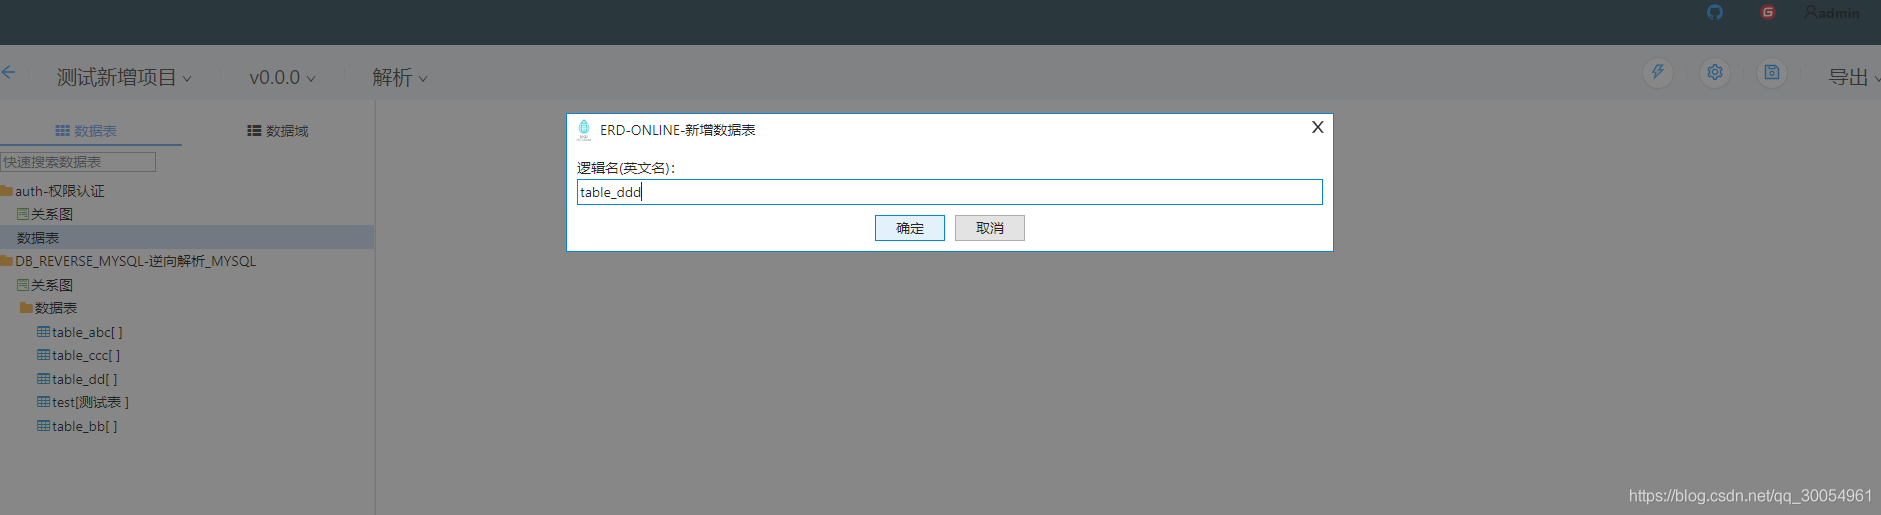 admin
测试新增项目
v0.0.0
解析
导出
数据表
数据域
快速搜索数据表
auth-权限认证
关系图
数据表
DB_REVERSE_MYSQL-逆向解析_MYSQL
关系图
数据表
table_abc[ ]
table_ccc[ ]
table_dd[ ]
test[测试表 ]
table_bb[ ]
ERD-ONLINE-新增数据表
X
逻辑名(英文名):
table_ddd
确定
取消
https://blog.csdn.net/qq_30054961